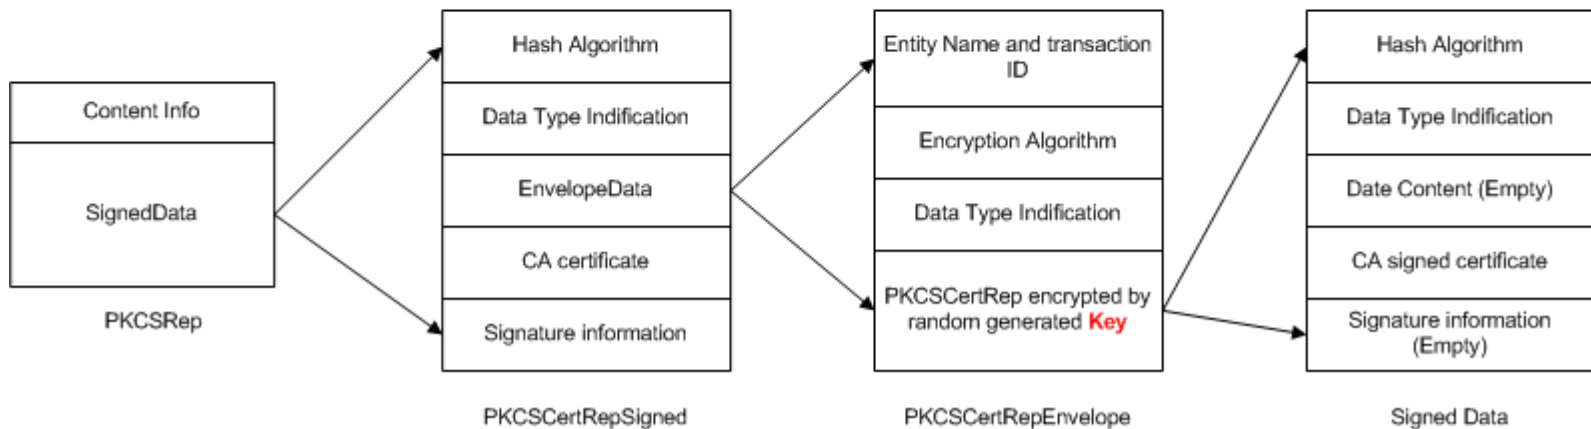 Content Info
SignedData
PKCSRep
Hash Algorithm
Data Type Indification
EnvelopeData
CA certificate
Signature information
PKCSCertRepSigned
Entity Name and transaction
ID
Encryption Algorithm
Data Type Indification
PKCSCertRep encrypted by
random generated Key
PKCSCertRepEnvelope
Hash Algorithm
Data Type Indification
Date Content (Empty)
CA signed certificate
Signature information
(Empty)
Signed Data